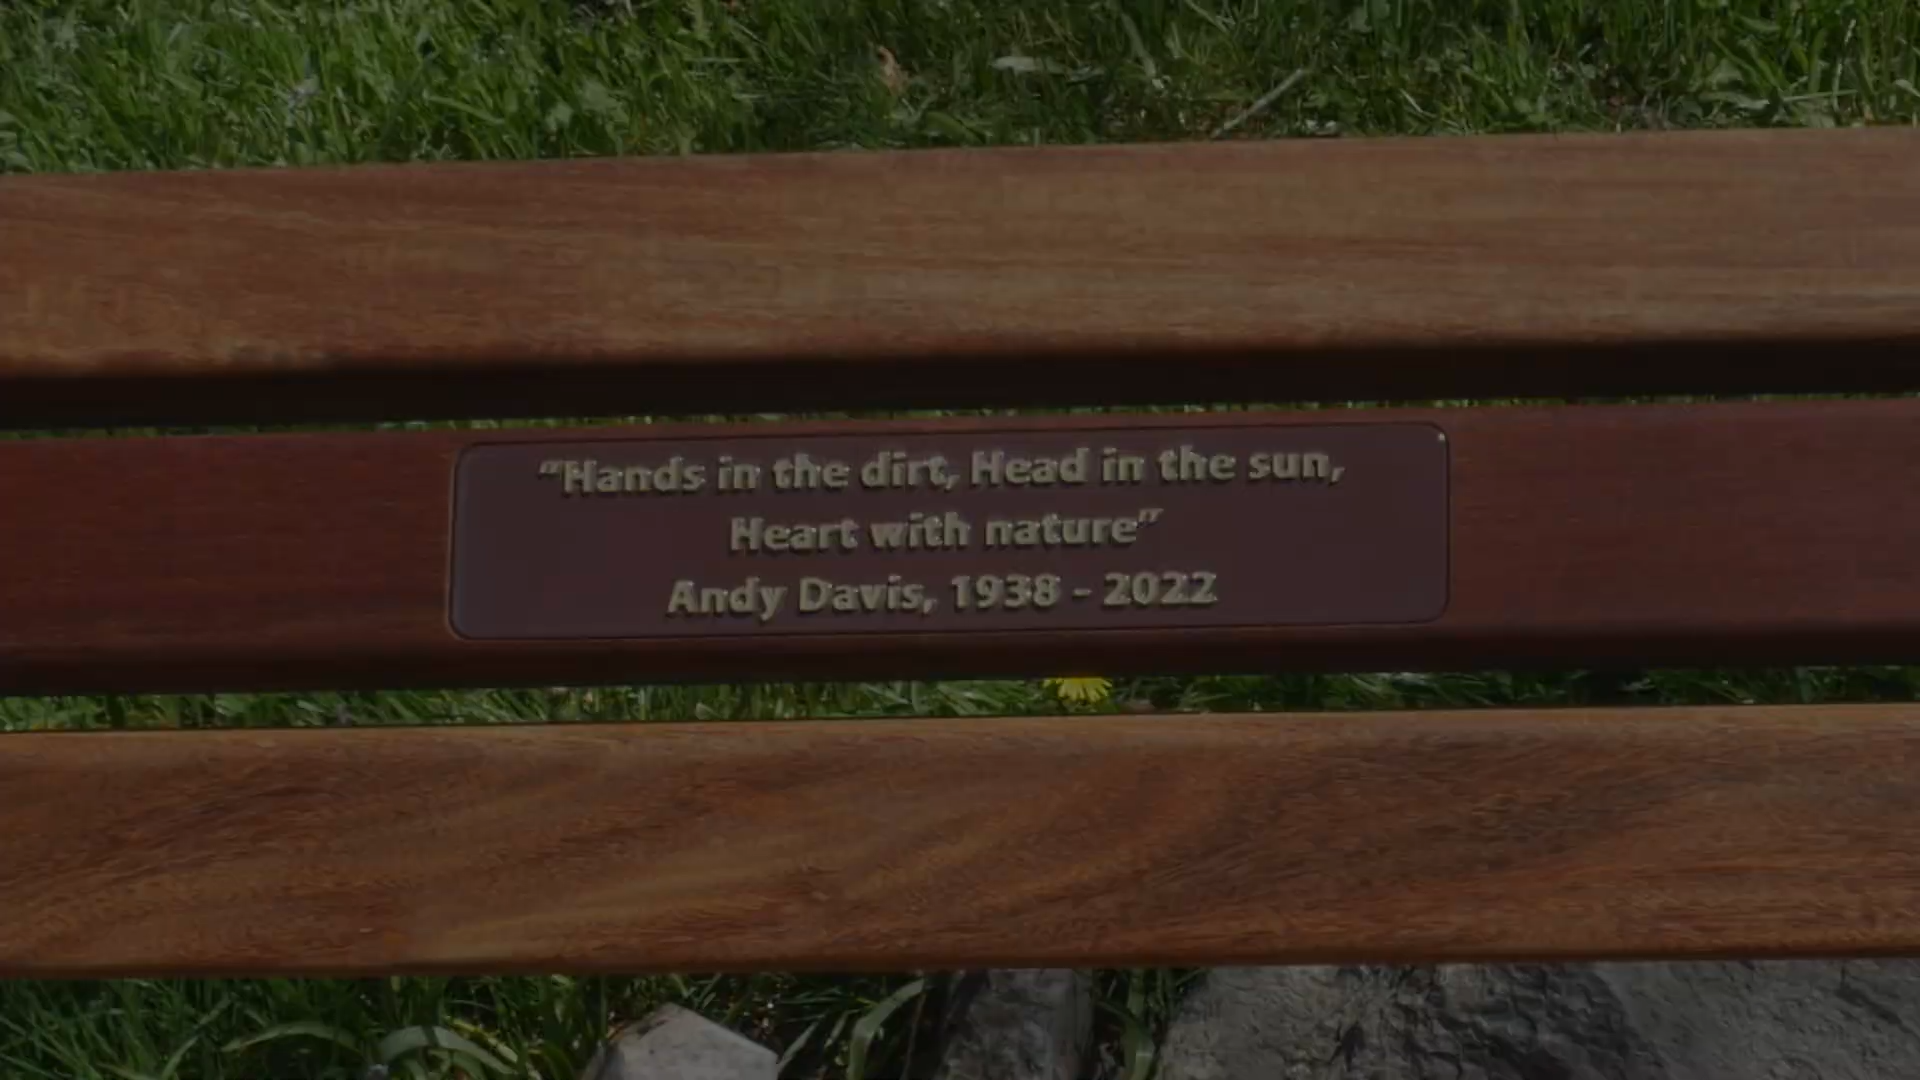 “Hands in the dirt, Head in the sun,
Heart with nature”
Andy Davis, 1938 - 2022